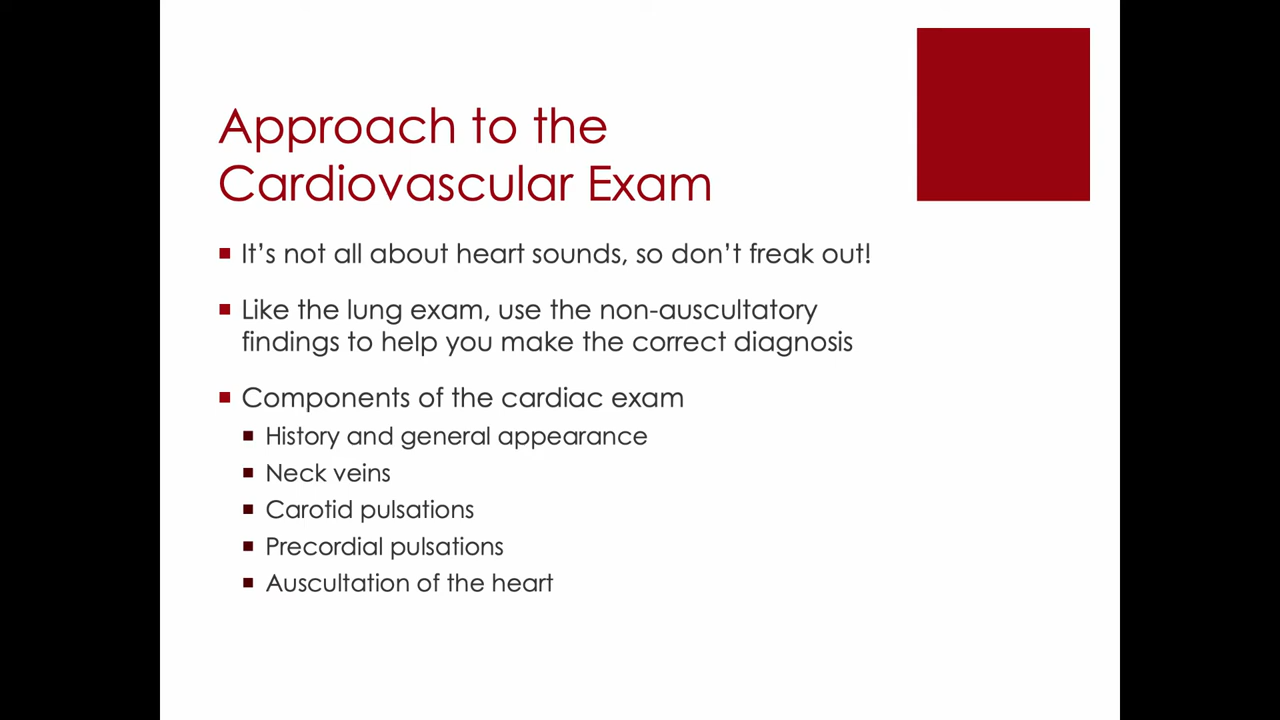 Approach to the
Cardiovascular Exam
It’s not all about heart sounds, so don’t freak out!
Like the lung exam, use the non-auscultatory
findings to help you make the correct diagnosis
Components of the cardiac exam
History and general appearance
Neck veins
Carotid pulsations
Precordial pulsations
Auscultation of the heart